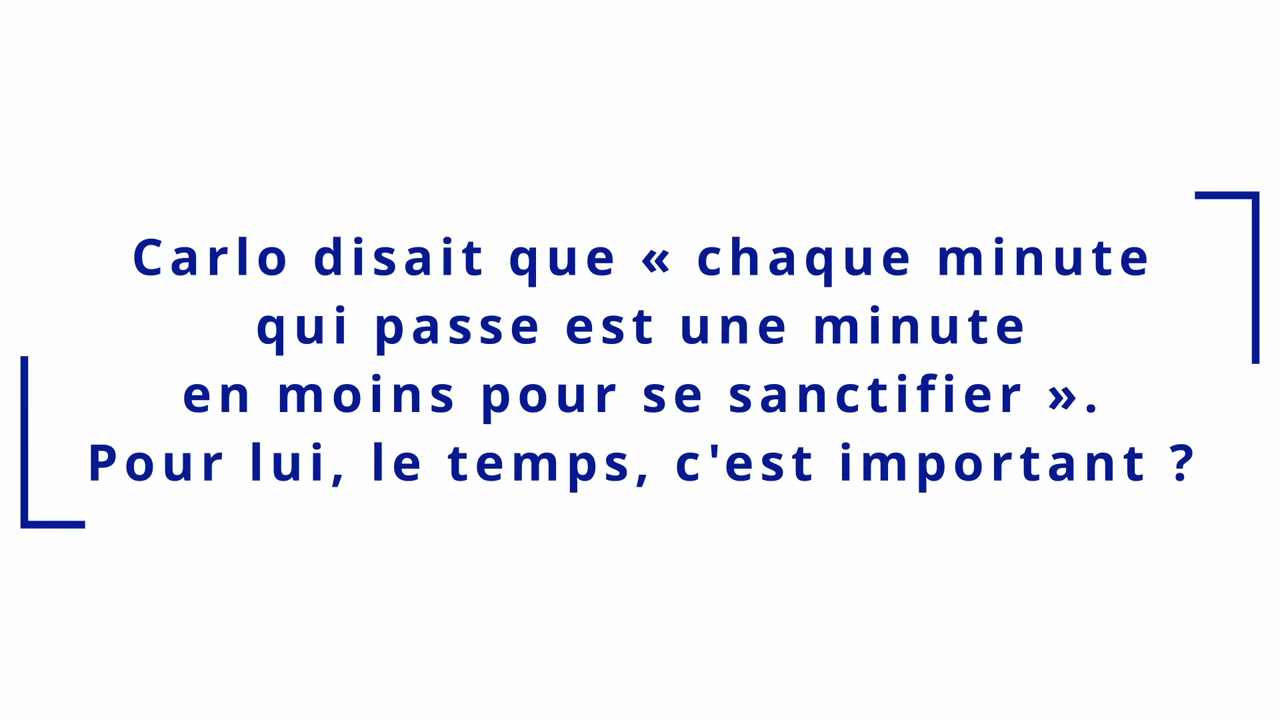 Carlo disait que « chaque minute
qui passe est une minute
en moins pour se sanctifier ».
Pour lui, le temps, c'est important ?